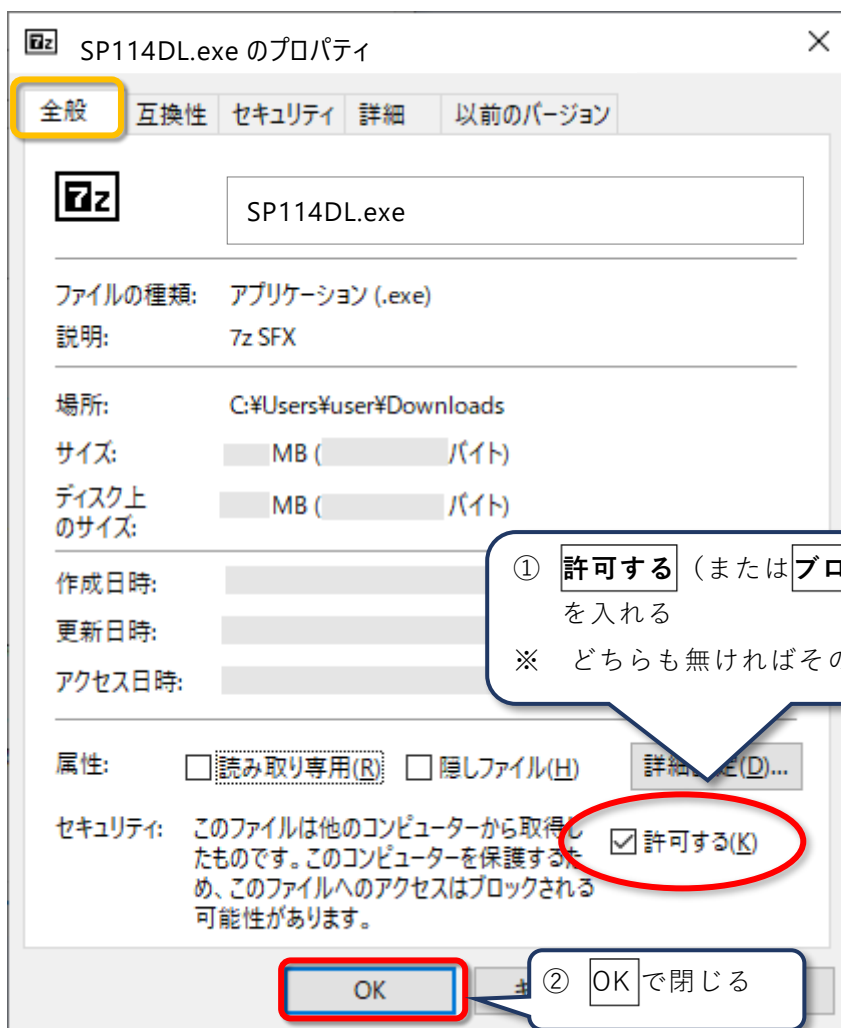 SP114DL.exe のプロパティ
全般 互換性 セキュリティ 詳細 以前のバージョン
7z
SP114DL.exe
ファイルの種類: アプリケーション (.exe)
説明: 7z SFX
場所: C:¥Users¥user¥Downloads
サイズ: MB ( バイト)
ディスク上
のサイズ: MB ( バイト)
作成日時:
更新日時:
アクセス日時:
① 許可する（またはブロ
を入れる
※ どちらも無ければその
属性: 読み取り専用(R) 隠しファイル(H) 詳細設定(D)...
セキュリティ: このファイルは他のコンピューターから取得し
たものです。このコンピューターを保護するた
め、このファイルへのアクセスはブロックされる
可能性があります。
許可する(K)
OK
② OKで閉じる